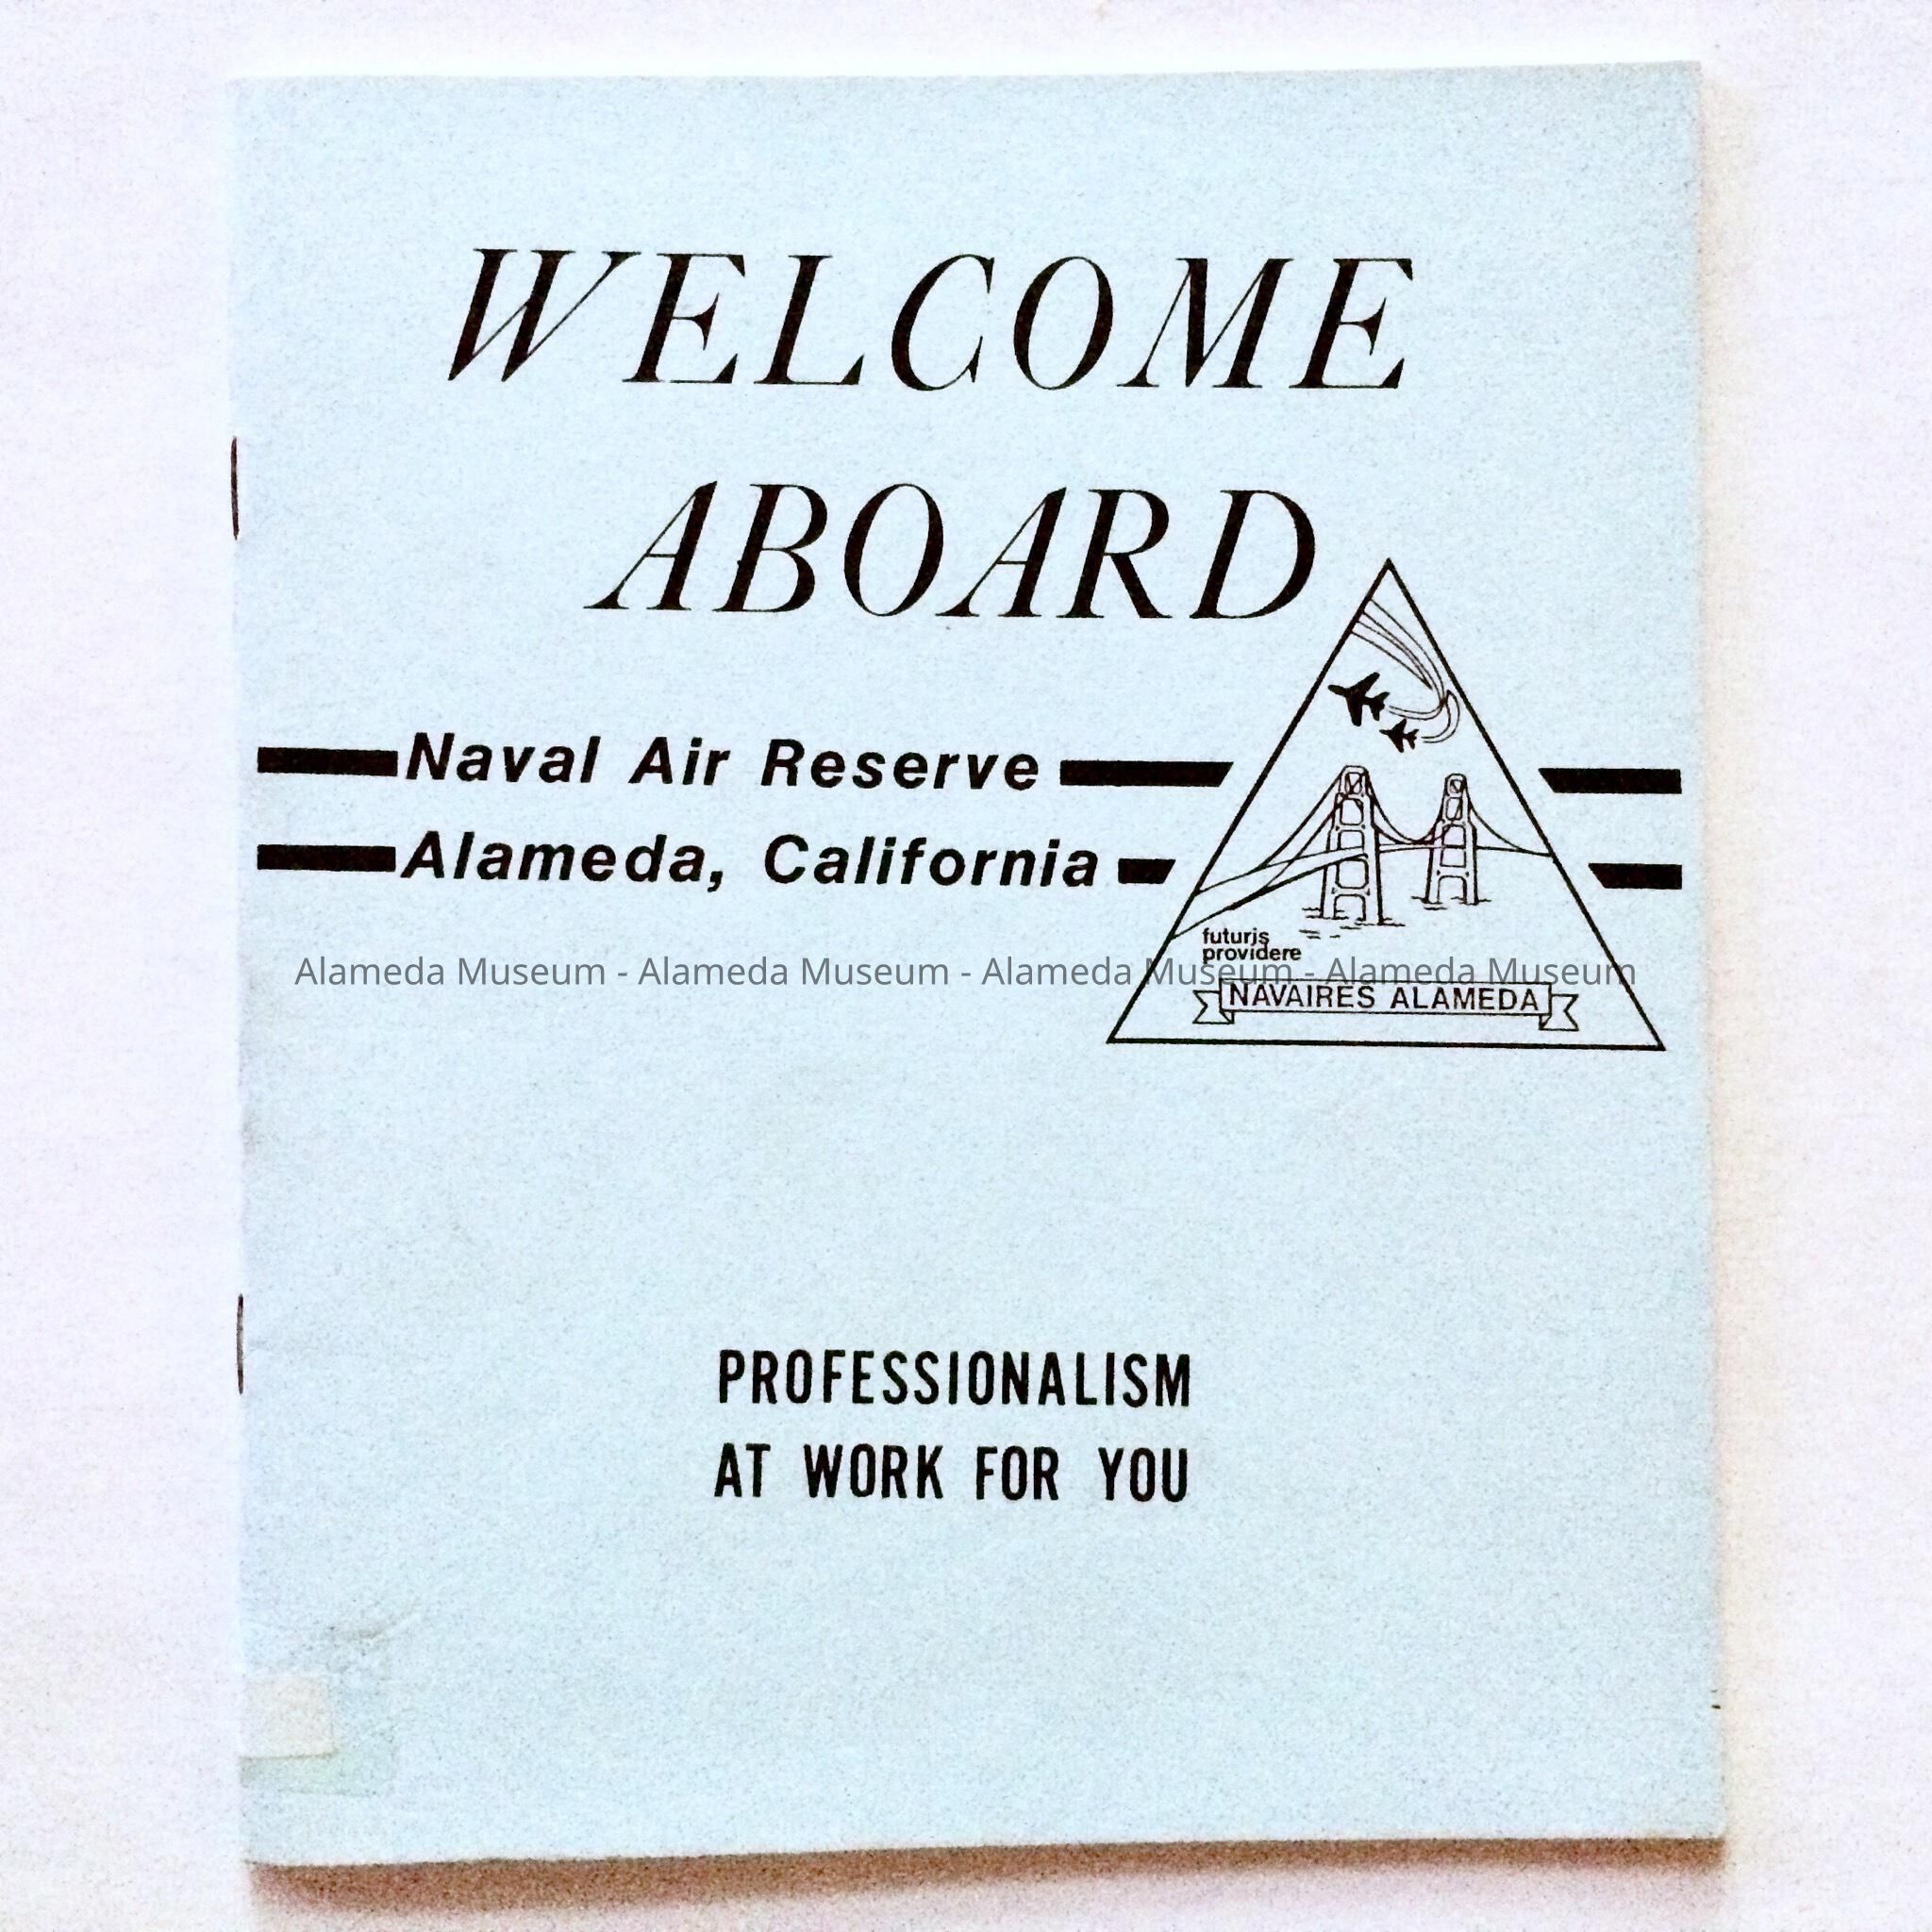 WELCOME
ABOARD
Naval Air Reserve
Alameda, California
futuris
providere
Alameda Museum - Alameda Museum - Alameda Museum - Alameda Museum
NAVAIRES ALAMEDA
PROFESSIONALISM
AT WORK FOR YOU